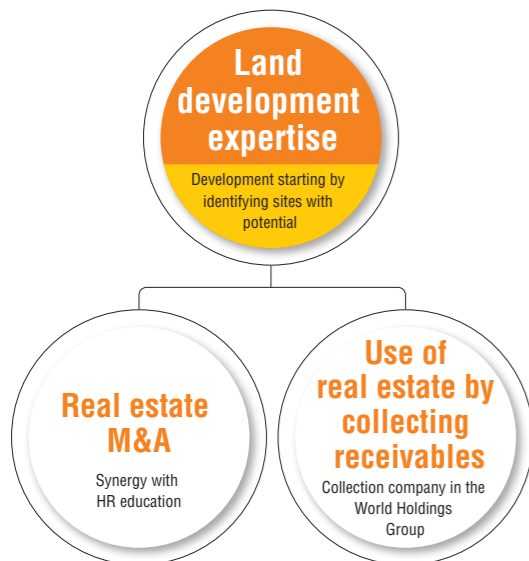 Land
development
expertise
Development starting by
identifying sites with
potential
Real estate
M&A
Synergy with
HR education
Use of
real estate by
collecting
receivables
Collection company in the
World Holdings
Group